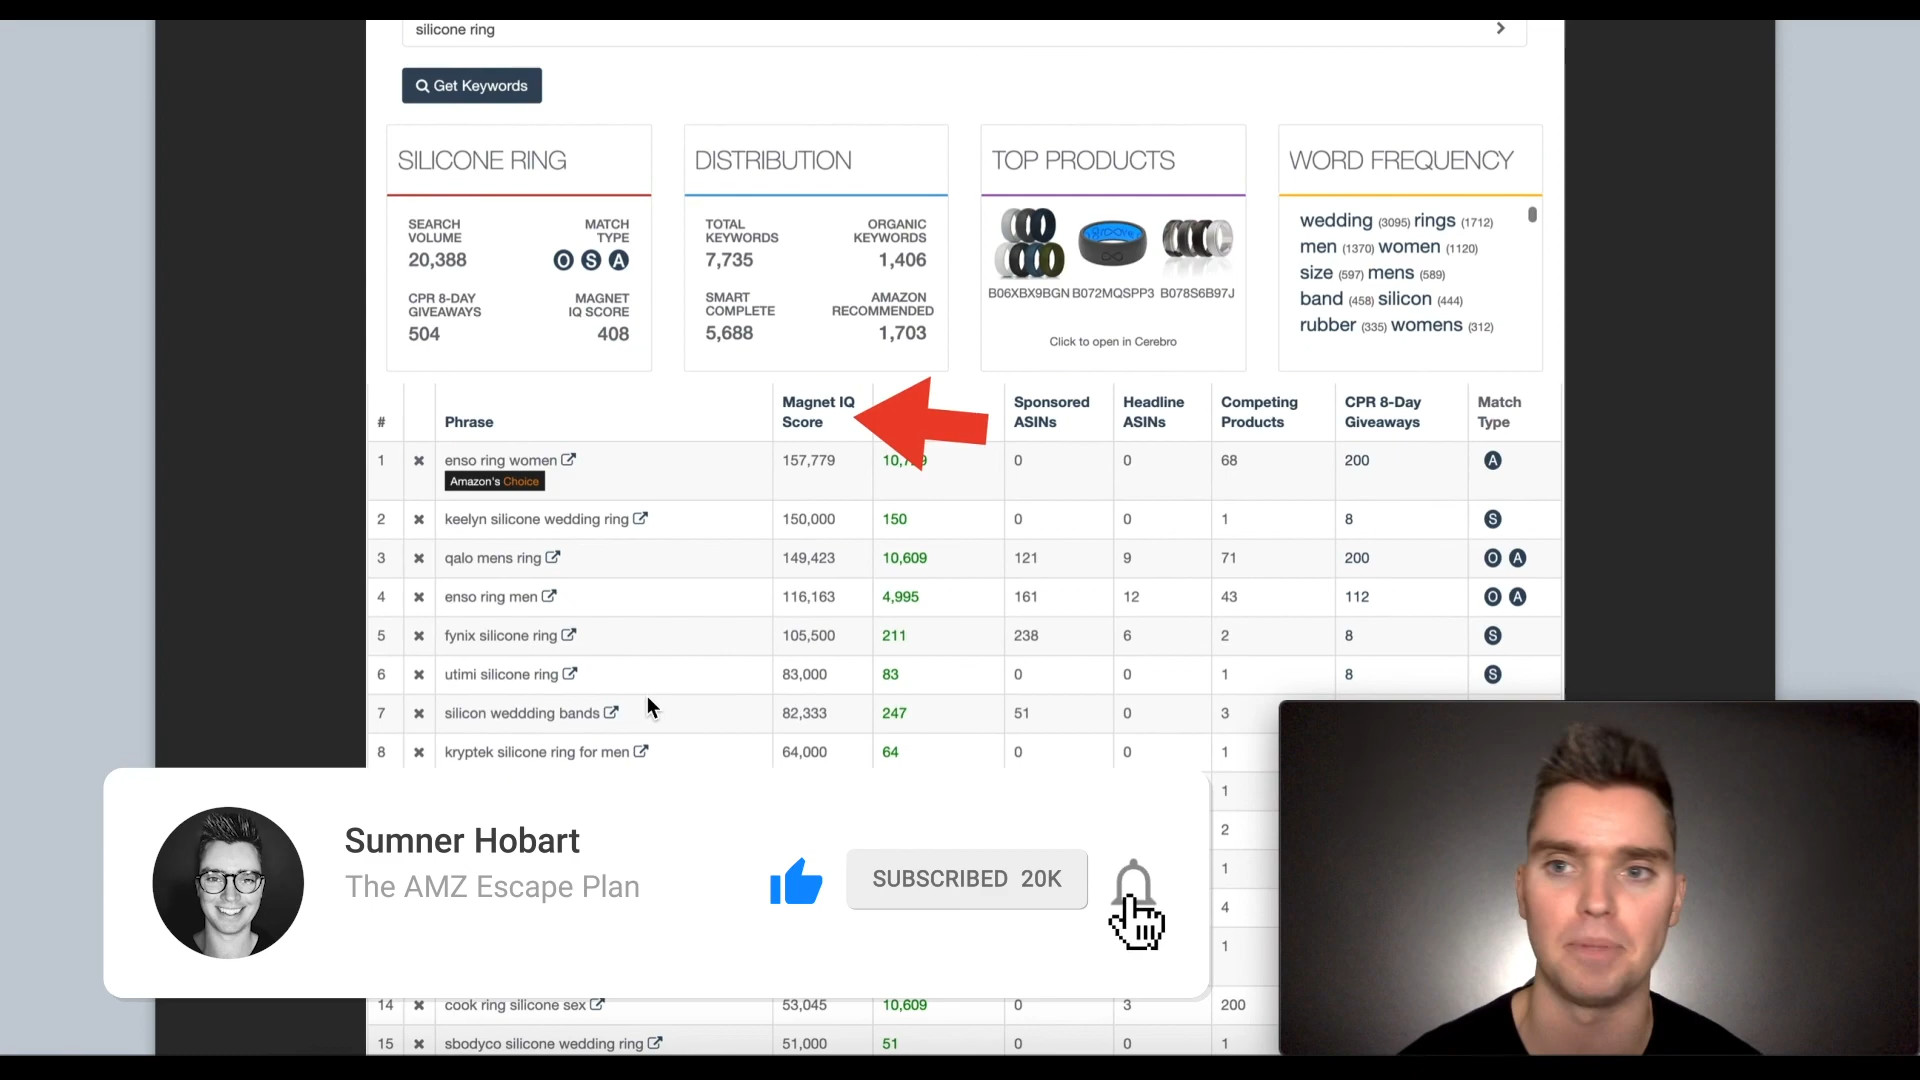 silicone ring
Get Keywords
SILICONE RING
SEARCH VOLUME
20,388
MATCH TYPE
O S A
CPR 8-DAY GIVEAWAYS
504
MAGNET IQ SCORE
408
DISTRIBUTION
TOTAL KEYWORDS
7,735
ORGANIC KEYWORDS
1,406
SMART COMPLETE
5,688
AMAZON RECOMMENDED
1,703
TOP PRODUCTS
B06XBX9BGN B072MQSPP3 B078S6B97J
Click to open in Cerebro
WORD FREQUENCY
wedding (3095) rings (1712)
men (1370) women (1120)
size (597) mens (589)
band (458) silicon (444)
rubber (335) womens (312)
# Phrase Magnet IQ Score Sponsored ASINs Headline ASINs Competing Products CPR 8-Day Giveaways Match Type
1 enso ring women 157,779 0 0 68 200 A
Amazon's Choice
2 keelyn silicone wedding ring 150,000 150 0 0 1 8 S
3 qalo mens ring 149,423 10,609 121 9 71 200 O A
4 enso ring men 116,163 4,995 161 12 43 112 O A
5 fynix silicone ring 105,500 211 238 6 2 8 S
6 utimi silicone ring 83,000 83 0 0 1 8 S
7 silicon weddding bands 82,333 247 51 0 3
8 kryptek silicone ring for men 64,000 64 0 0 1
1
2
1
4
1
Sumner Hobart
The AMZ Escape Plan
SUBSCRIBED 20K
14 cook ring silicone sex 53,045 10,609 0 3 200
15 sbodyco silicone wedding ring 51,000 51 0 0 1